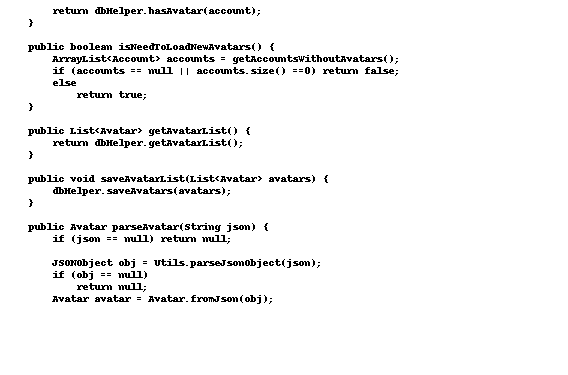 return dbHelper.hasAvatar(account);
}
public boolean isNeedToLoadNewAvatars() {
ArrayList<Account> accounts = getAccountsWithoutAvatars();
if (accounts == null || accounts.size() ==0) return false;
else
return true;
}
public List<Avatar> getAvatarList() {
return dbHelper.getAvatarList();
}
public void saveAvatarList(List<Avatar> avatars) {
dbHelper.saveAvatars(avatars);
}
public Avatar parseAvatar(String json) {
if (json == null) return null;
JSONObject obj = Utils.parseJsonObject(json);
if (obj == null)
return null;
Avatar avatar = Avatar.fromJson(obj);